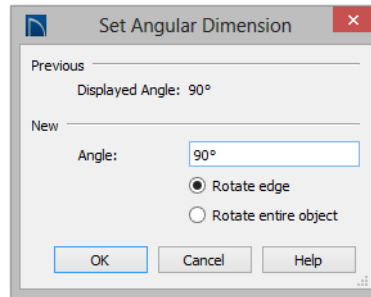 Set Angular Dimension
Previous
Displayed Angle: 90°
New
Angle: 90°
Rotate edge
Rotate entire object
OK Cancel Help